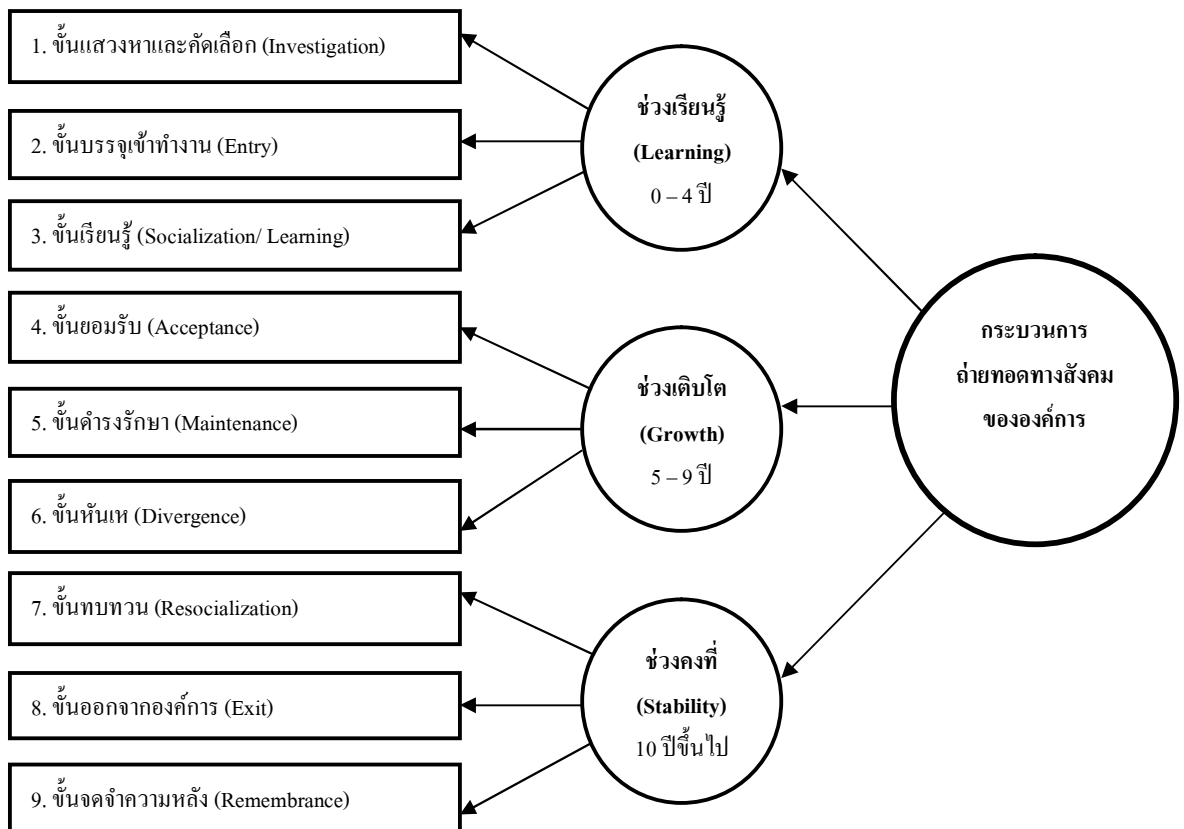 1. ขั้นแสวงหาและคัดเลือก (Investigation)
2. ขั้นบรรจุเข้าทำงาน (Entry)
3. ขั้นเรียนรู้ (Socialization/ Learning)
ช่วงเรียนรู้
(Learning)
0 – 4 ปี
4. ขั้นยอมรับ (Acceptance)
5. ขั้นดำรงรักษา (Maintenance)
6. ขั้นหันเห (Divergence)
ช่วงเติบโต
(Growth)
5 – 9 ปี
กระบวนการ
ถ่ายทอดทางสังคม
ขององค์การ
7. ขั้นทบทวน (Resocialization)
8. ขั้นออกจากองค์การ (Exit)
9. ขั้นจดจำความหลัง (Remembrance)
ช่วงคงที่
(Stability)
10 ปีขึ้นไป